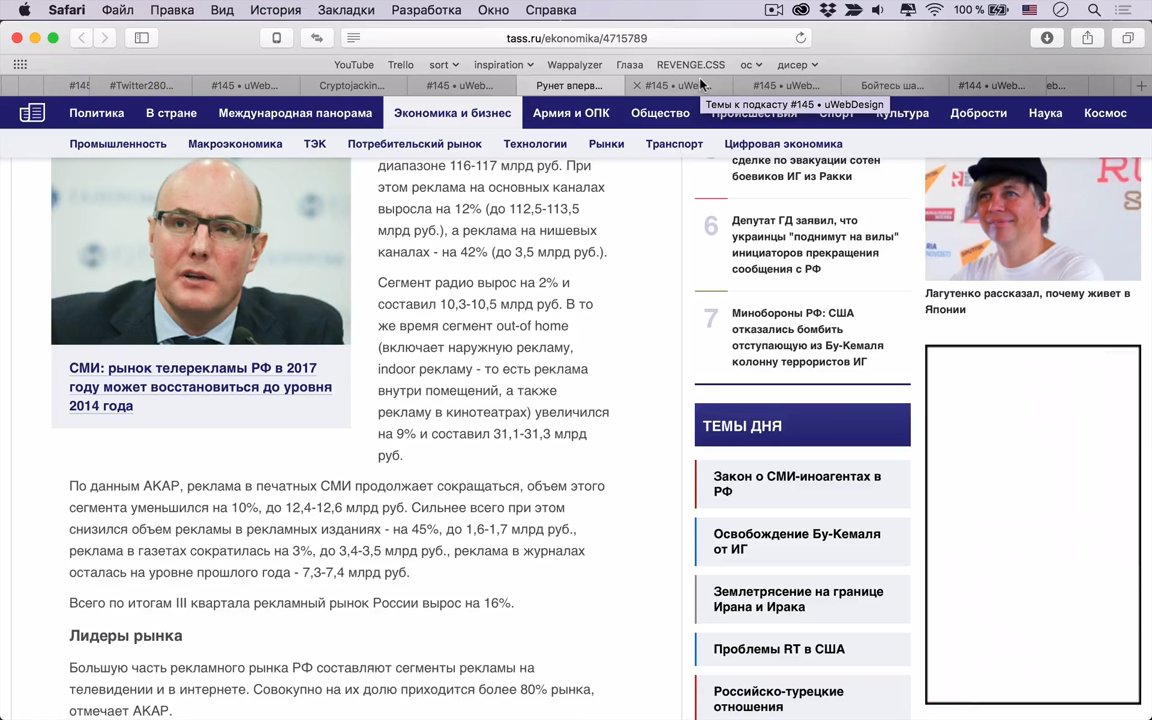 Safari Файл Правка Вид История Закладки Разработка Окно Справка 100 %
tass.ru/ekonomika/4715789
YouTube Trello sort inspiration Wappalyzer Глаза REVENGE.CSS ос дисер
#145 #Twitter280... #145 • uWeb... Cryptojackin... #145 • uWeb... Рунет вперв... #145 • uWe... #145 • uWeb... Бойтесь ша... #144 • uWeb... eb...
Темы к подкасту #145 • uWebDesign
Политика В стране Международная панорама Экономика и бизнес Армия и ОПК Общество Происшествия Спорт Культура Добрости Наука Космос
Промышленность Макроэкономика ТЭК Потребительский рынок Технологии Рынки Транспорт Цифровая экономика
СМИ: рынок телерекламы РФ в 2017
году может восстановиться до уровня
2014 года
диапазоне 116-117 млрд руб. При
этом реклама на основных каналах
выросла на 12% (до 112,5-113,5
млрд руб.), а реклама на нишевых
каналах - на 42% (до 3,5 млрд руб.).
Сегмент радио вырос на 2% и
составил 10,3-10,5 млрд руб. В то
же время сегмент out-of home
(включает наружную рекламу,
indoor рекламу - то есть реклама
внутри помещений, а также
рекламу в кинотеатрах) увеличился
на 9% и составил 31,1-31,3 млрд
руб.
По данным АКАР, реклама в печатных СМИ продолжает сокращаться, объем этого
сегмента уменьшился на 10%, до 12,4-12,6 млрд руб. Сильнее всего при этом
снизился объем рекламы в рекламных изданиях - на 45%, до 1,6-1,7 млрд руб.,
реклама в газетах сократилась на 3%, до 3,4-3,5 млрд руб., реклама в журналах
осталась на уровне прошлого года - 7,3-7,4 млрд руб.
Всего по итогам III квартала рекламный рынок России вырос на 16%.
Лидеры рынка
Большую часть рекламного рынка РФ составляют сегменты рекламы на
телевидении и в интернете. Совокупно на их долю приходится более 80% рынка,
отмечает АКАР.
сделке по эвакуации сотен
боевиков ИГ из Ракки
6
Депутат ГД заявил, что
украинцы "поднимут на вилы"
инициаторов прекращения
сообщения с РФ
7
Минобороны РФ: США
отказались бомбить
отступающую из Бу-Кемаля
колонну террористов ИГ
ТЕМЫ ДНЯ
Закон о СМИ-иноагентах в
РФ
Освобождение Бу-Кемаля
от ИГ
Землетрясение на границе
Ирана и Ирака
Проблемы RT в США
Российско-турецкие
отношения
Лагутенко рассказал, почему живет в
Японии